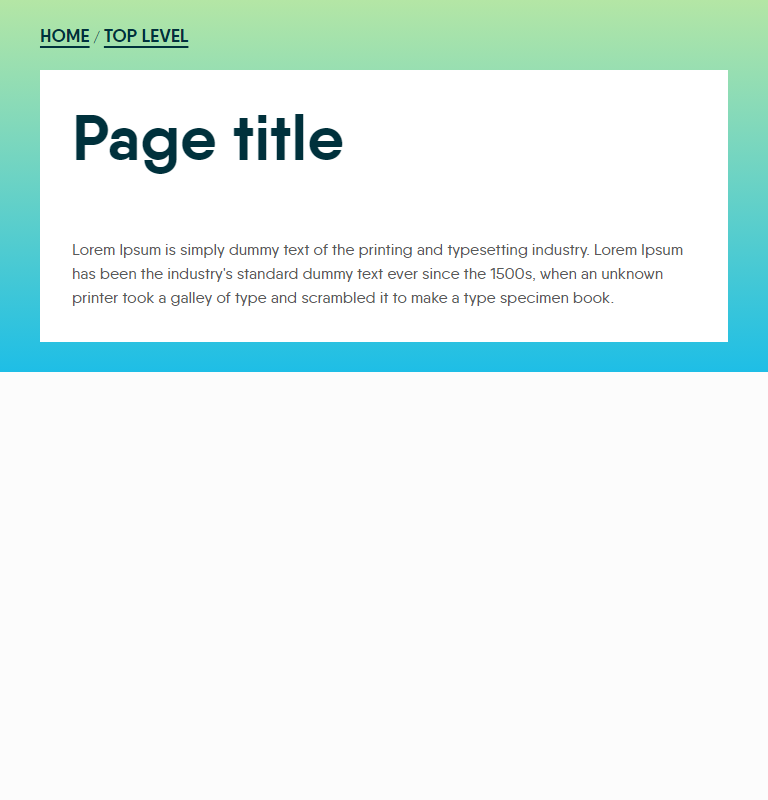 HOME / TOP LEVEL
Page title
Lorem Ipsum is simply dummy text of the printing and typesetting industry. Lorem Ipsum
has been the industry's standard dummy text ever since the 1500s, when an unknown
printer took a galley of type and scrambled it to make a type specimen book.